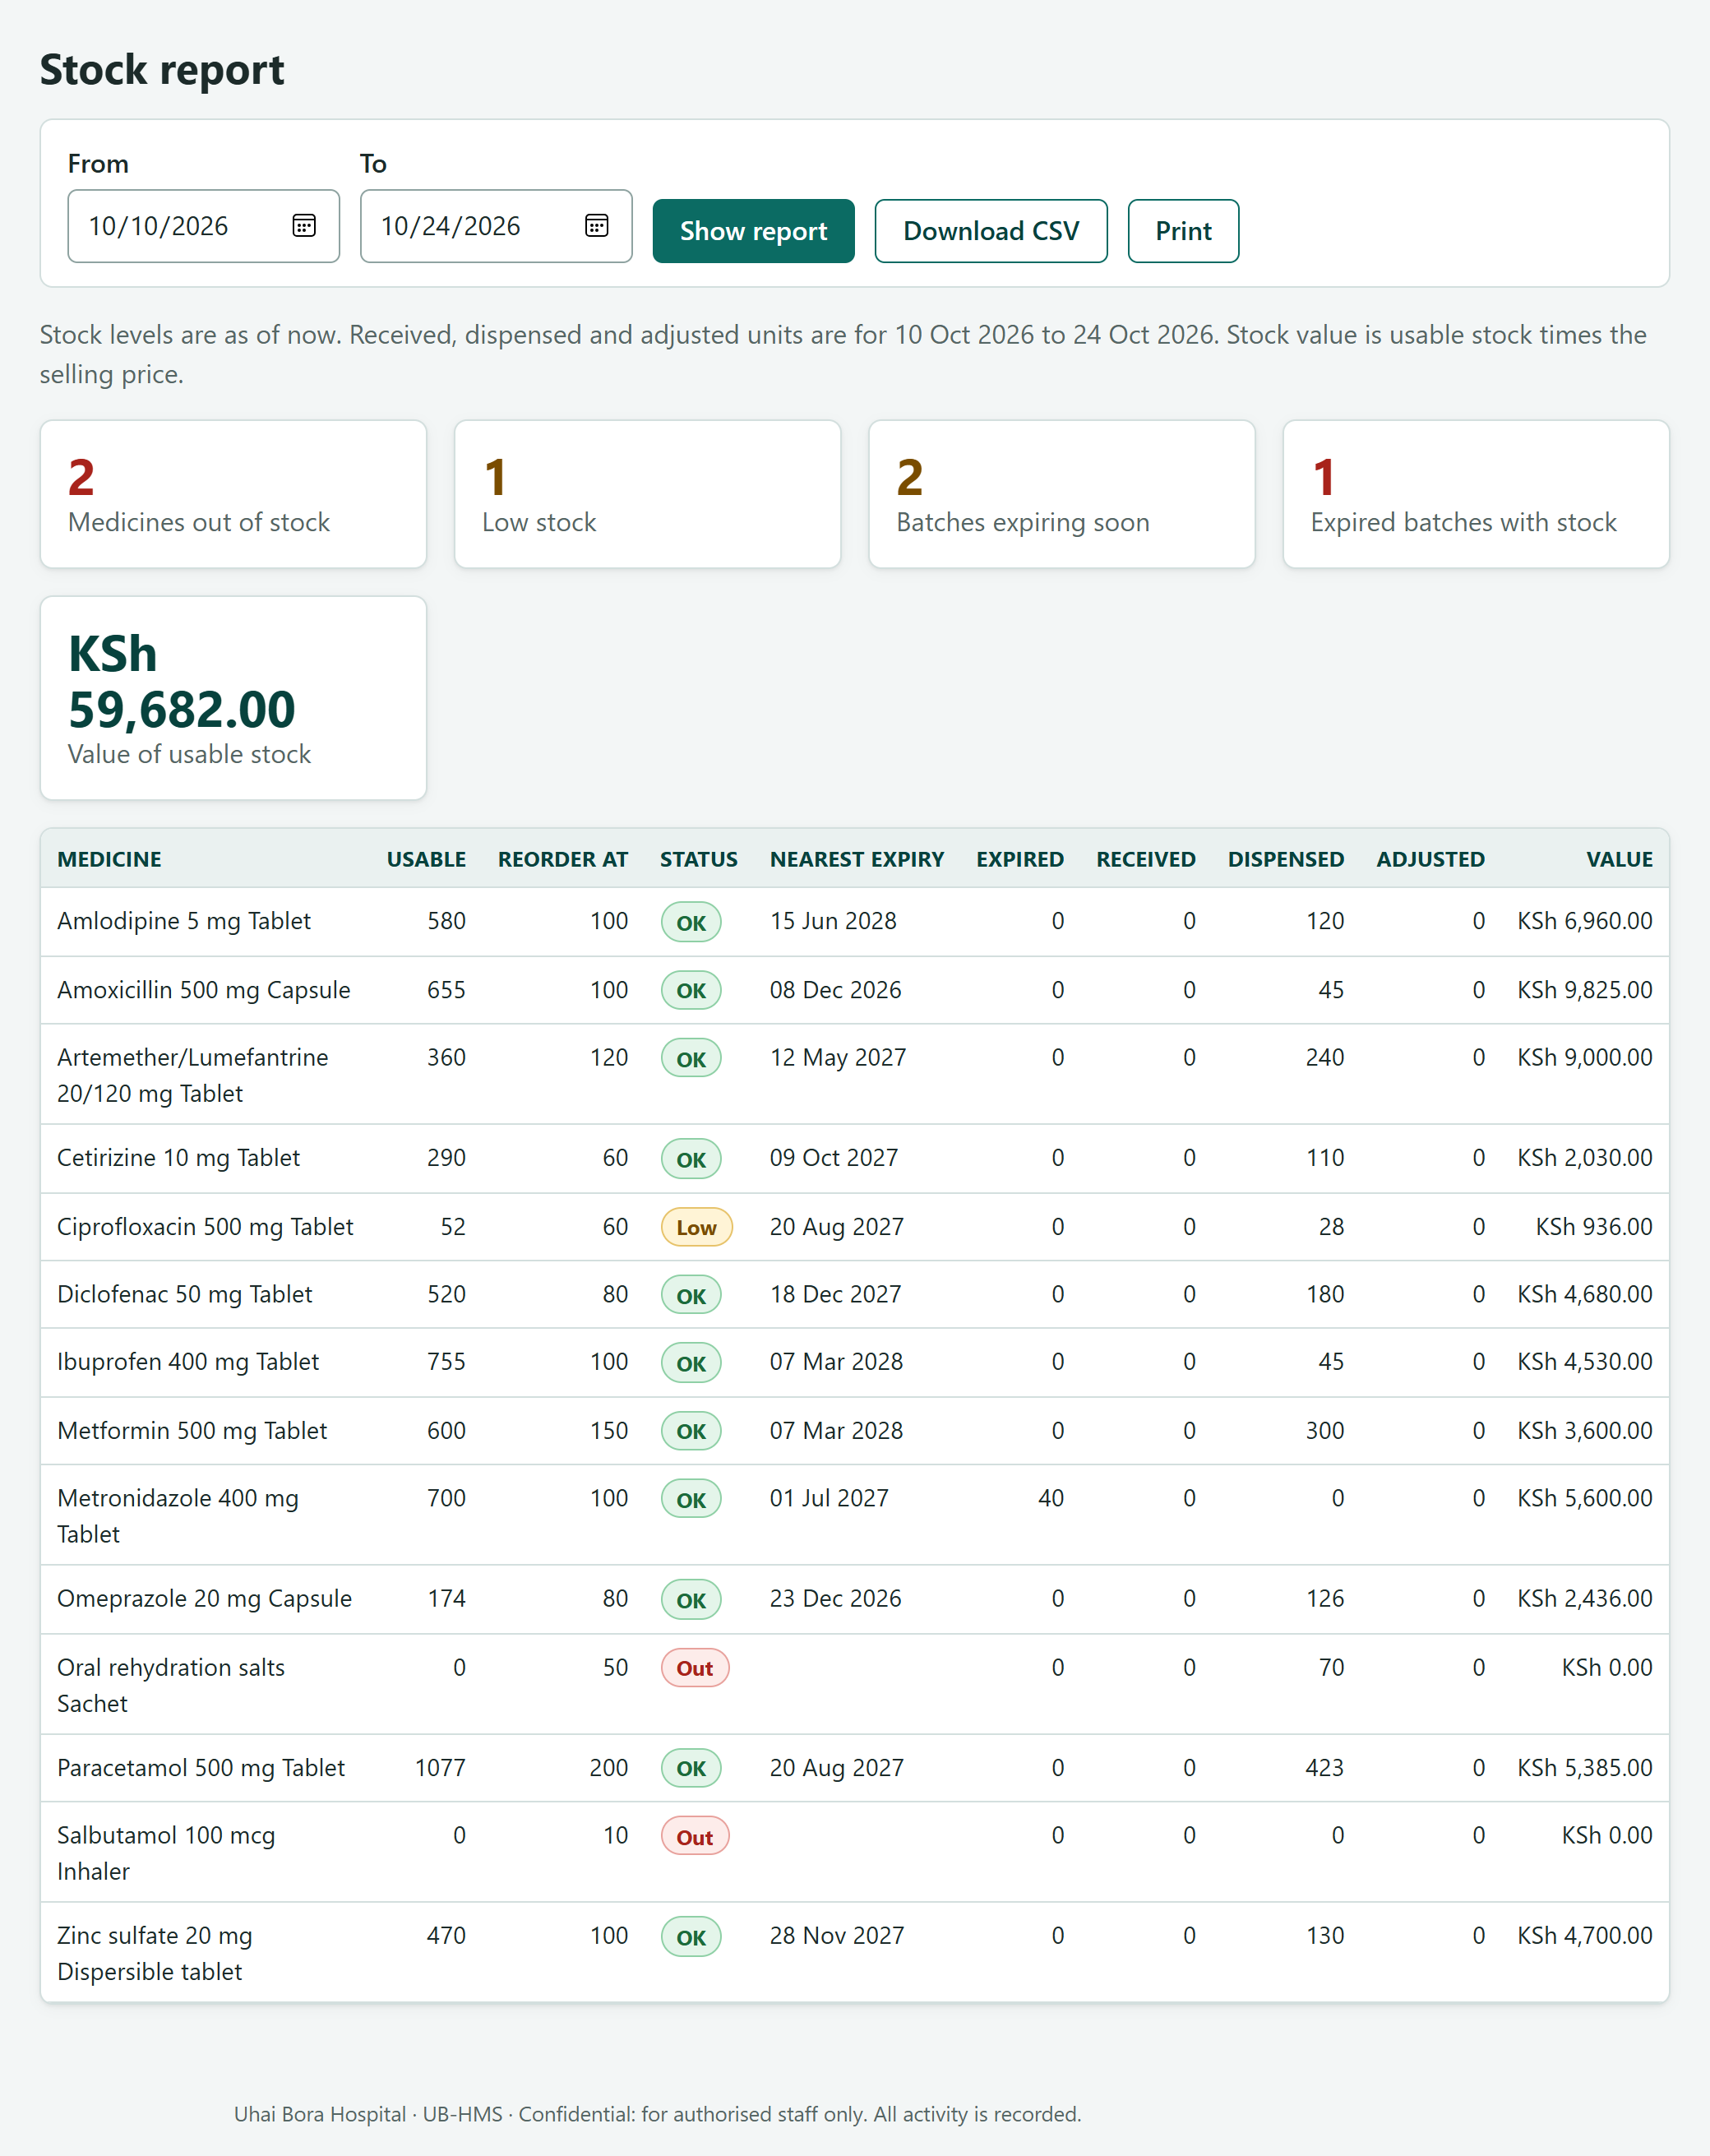 Stock report
From To
10/10/2026 10/24/2026 Show report Download CSV Print
Stock levels are as of now. Received, dispensed and adjusted units are for 10 Oct 2026 to 24 Oct 2026. Stock value is usable stock times the
selling price.
2 1 2 1
Medicines out of stock Low stock Batches expiring soon Expired batches with stock
KSh
59,682.00
Value of usable stock
MEDICINE USABLE REORDER AT STATUS NEAREST EXPIRY EXPIRED RECEIVED DISPENSED ADJUSTED VALUE
Amlodipine 5 mg Tablet 580 100 OK 15 Jun 2028 0 0 120 0 KSh 6,960.00
Amoxicillin 500 mg Capsule 655 100 OK 08 Dec 2026 0 0 45 0 KSh 9,825.00
Artemether/Lumefantrine 360 120 OK 12 May 2027 0 0 240 0 KSh 9,000.00
20/120 mg Tablet
Cetirizine 10 mg Tablet 290 60 OK 09 Oct 2027 0 0 110 0 KSh 2,030.00
Ciprofloxacin 500 mg Tablet 52 60 Low 20 Aug 2027 0 0 28 0 KSh 936.00
Diclofenac 50 mg Tablet 520 80 OK 18 Dec 2027 0 0 180 0 KSh 4,680.00
Ibuprofen 400 mg Tablet 755 100 OK 07 Mar 2028 0 0 45 0 KSh 4,530.00
Metformin 500 mg Tablet 600 150 OK 07 Mar 2028 0 0 300 0 KSh 3,600.00
Metronidazole 400 mg 700 100 OK 01 Jul 2027 40 0 0 0 KSh 5,600.00
Tablet
Omeprazole 20 mg Capsule 174 80 OK 23 Dec 2026 0 0 126 0 KSh 2,436.00
Oral rehydration salts 0 50 Out 0 0 70 0 KSh 0.00
Sachet
Paracetamol 500 mg Tablet 1077 200 OK 20 Aug 2027 0 0 423 0 KSh 5,385.00
Salbutamol 100 mcg 0 10 Out 0 0 0 0 KSh 0.00
Inhaler
Zinc sulfate 20 mg 470 100 OK 28 Nov 2027 0 0 130 0 KSh 4,700.00
Dispersible tablet
Uhai Bora Hospital · UB-HMS · Confidential: for authorised staff only. All activity is recorded.